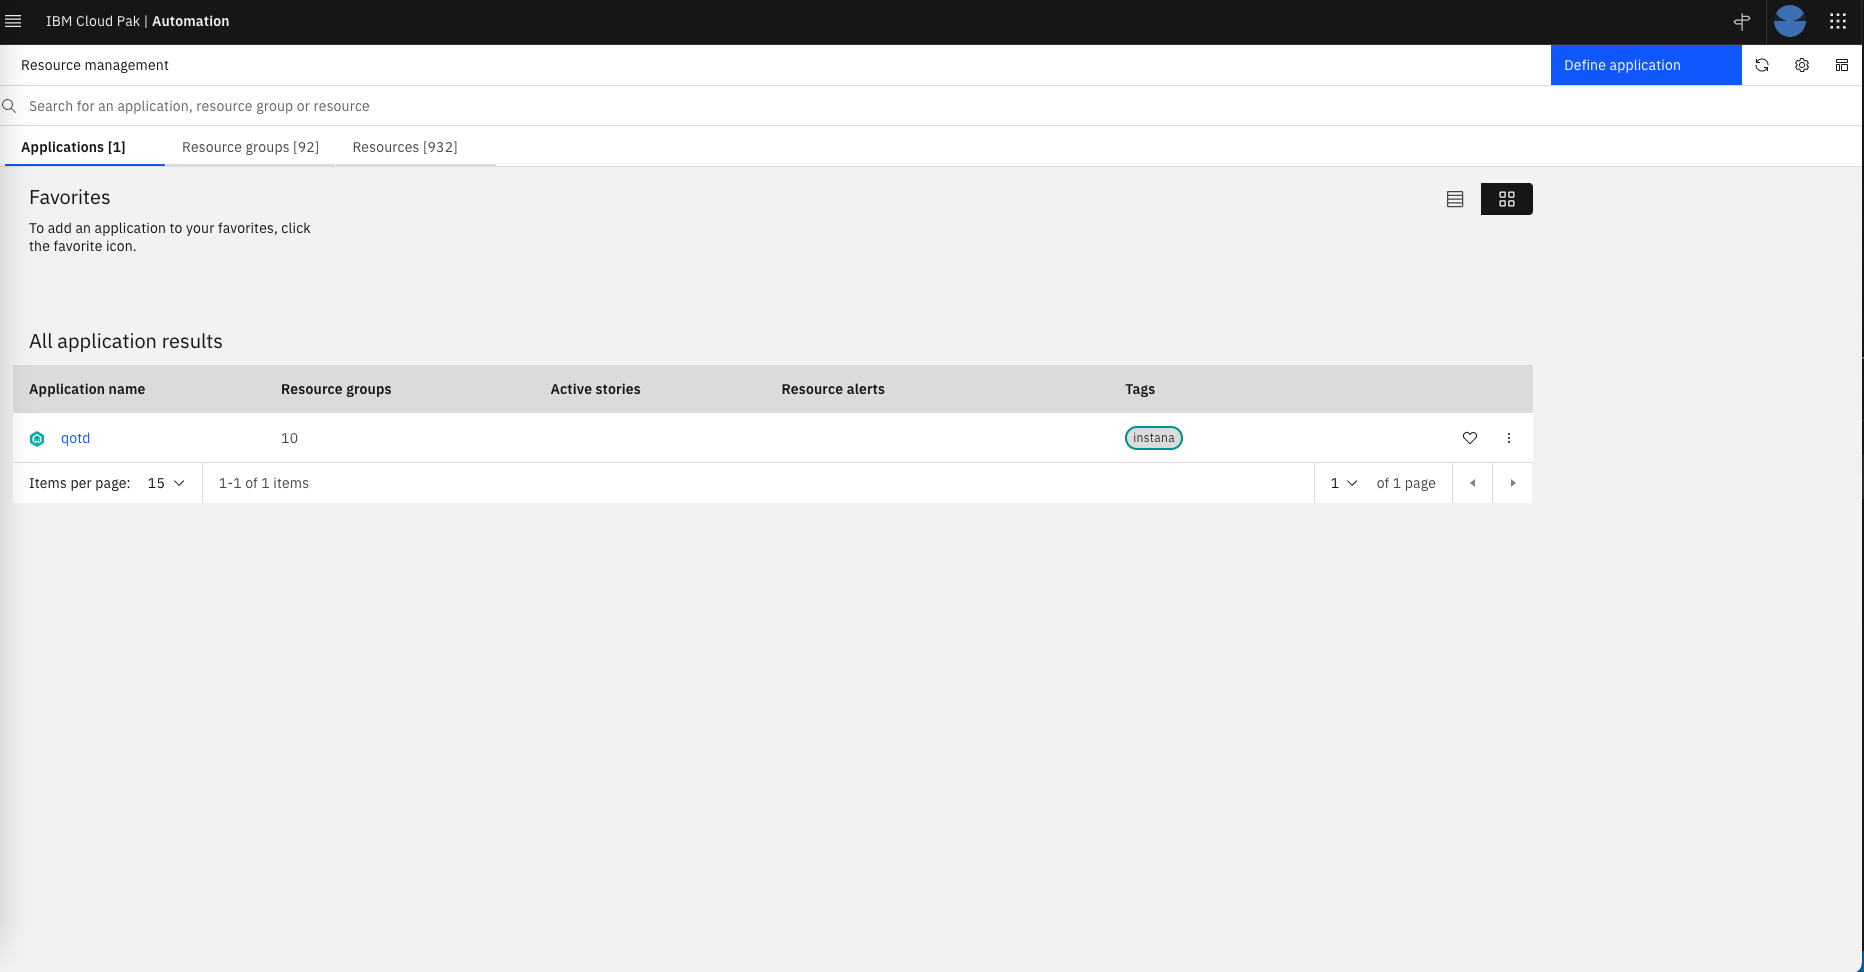 IBM Cloud Pak | Automation
Resource management
Define application
Search for an application, resource group or resource
Applications [1]
Resource groups [92]
Resources [932]
Favorites
To add an application to your favorites, click
the favorite icon.
All application results
Application name Resource groups Active stories Resource alerts Tags
qotd 10 instana
Items per page: 15 1-1 of 1 items 1 of 1 page